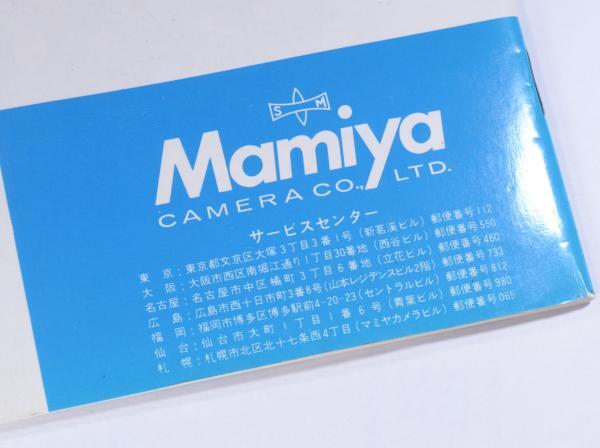 S M
Mamiya
CAMERA CO., LTD.
サービスセンター
東京：東京都文京区大塚3丁目3番1号（新茗溪ビル）郵便番号112
大阪：大阪市西区南堀江通り1丁目30番地（西谷ビル）郵便番号550
名古屋：名古屋市中区橘町3丁目6番地（立花ビル）郵便番号460
広島：広島市西十日市町3番8号（山本レジデンスビル2階）郵便番号733
福岡：福岡市博多区博多駅前4-20-23（セントラルビル）郵便番号812
仙台：仙台市大町1丁目1番6号（青葉ビル）郵便番号980
札幌：札幌市北区北十七条西4丁目（マミヤカメラビル）郵便番号065